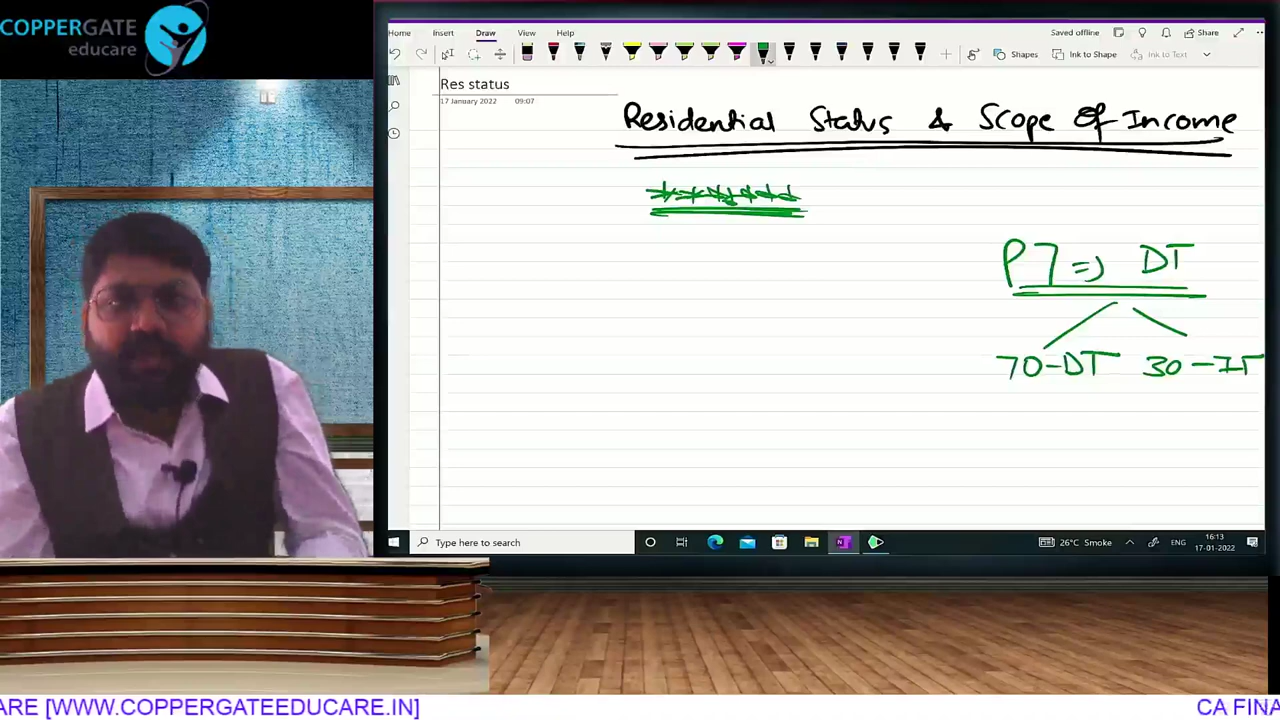 COPPERGATE
educare
Home Insert Draw View Help
Saved offline
Share
Shapes
Ink to Shape
Ink to Text
Res status
17 January 2022 09:07
Residential Status & Scope Of Income
P7 => DT
70-DT 30-IT
Type here to search
26°C Smoke
ENG
16:13
17-01-2022
ARE [WWW.COPPERGATEEDUCARE.IN]
CA FINA